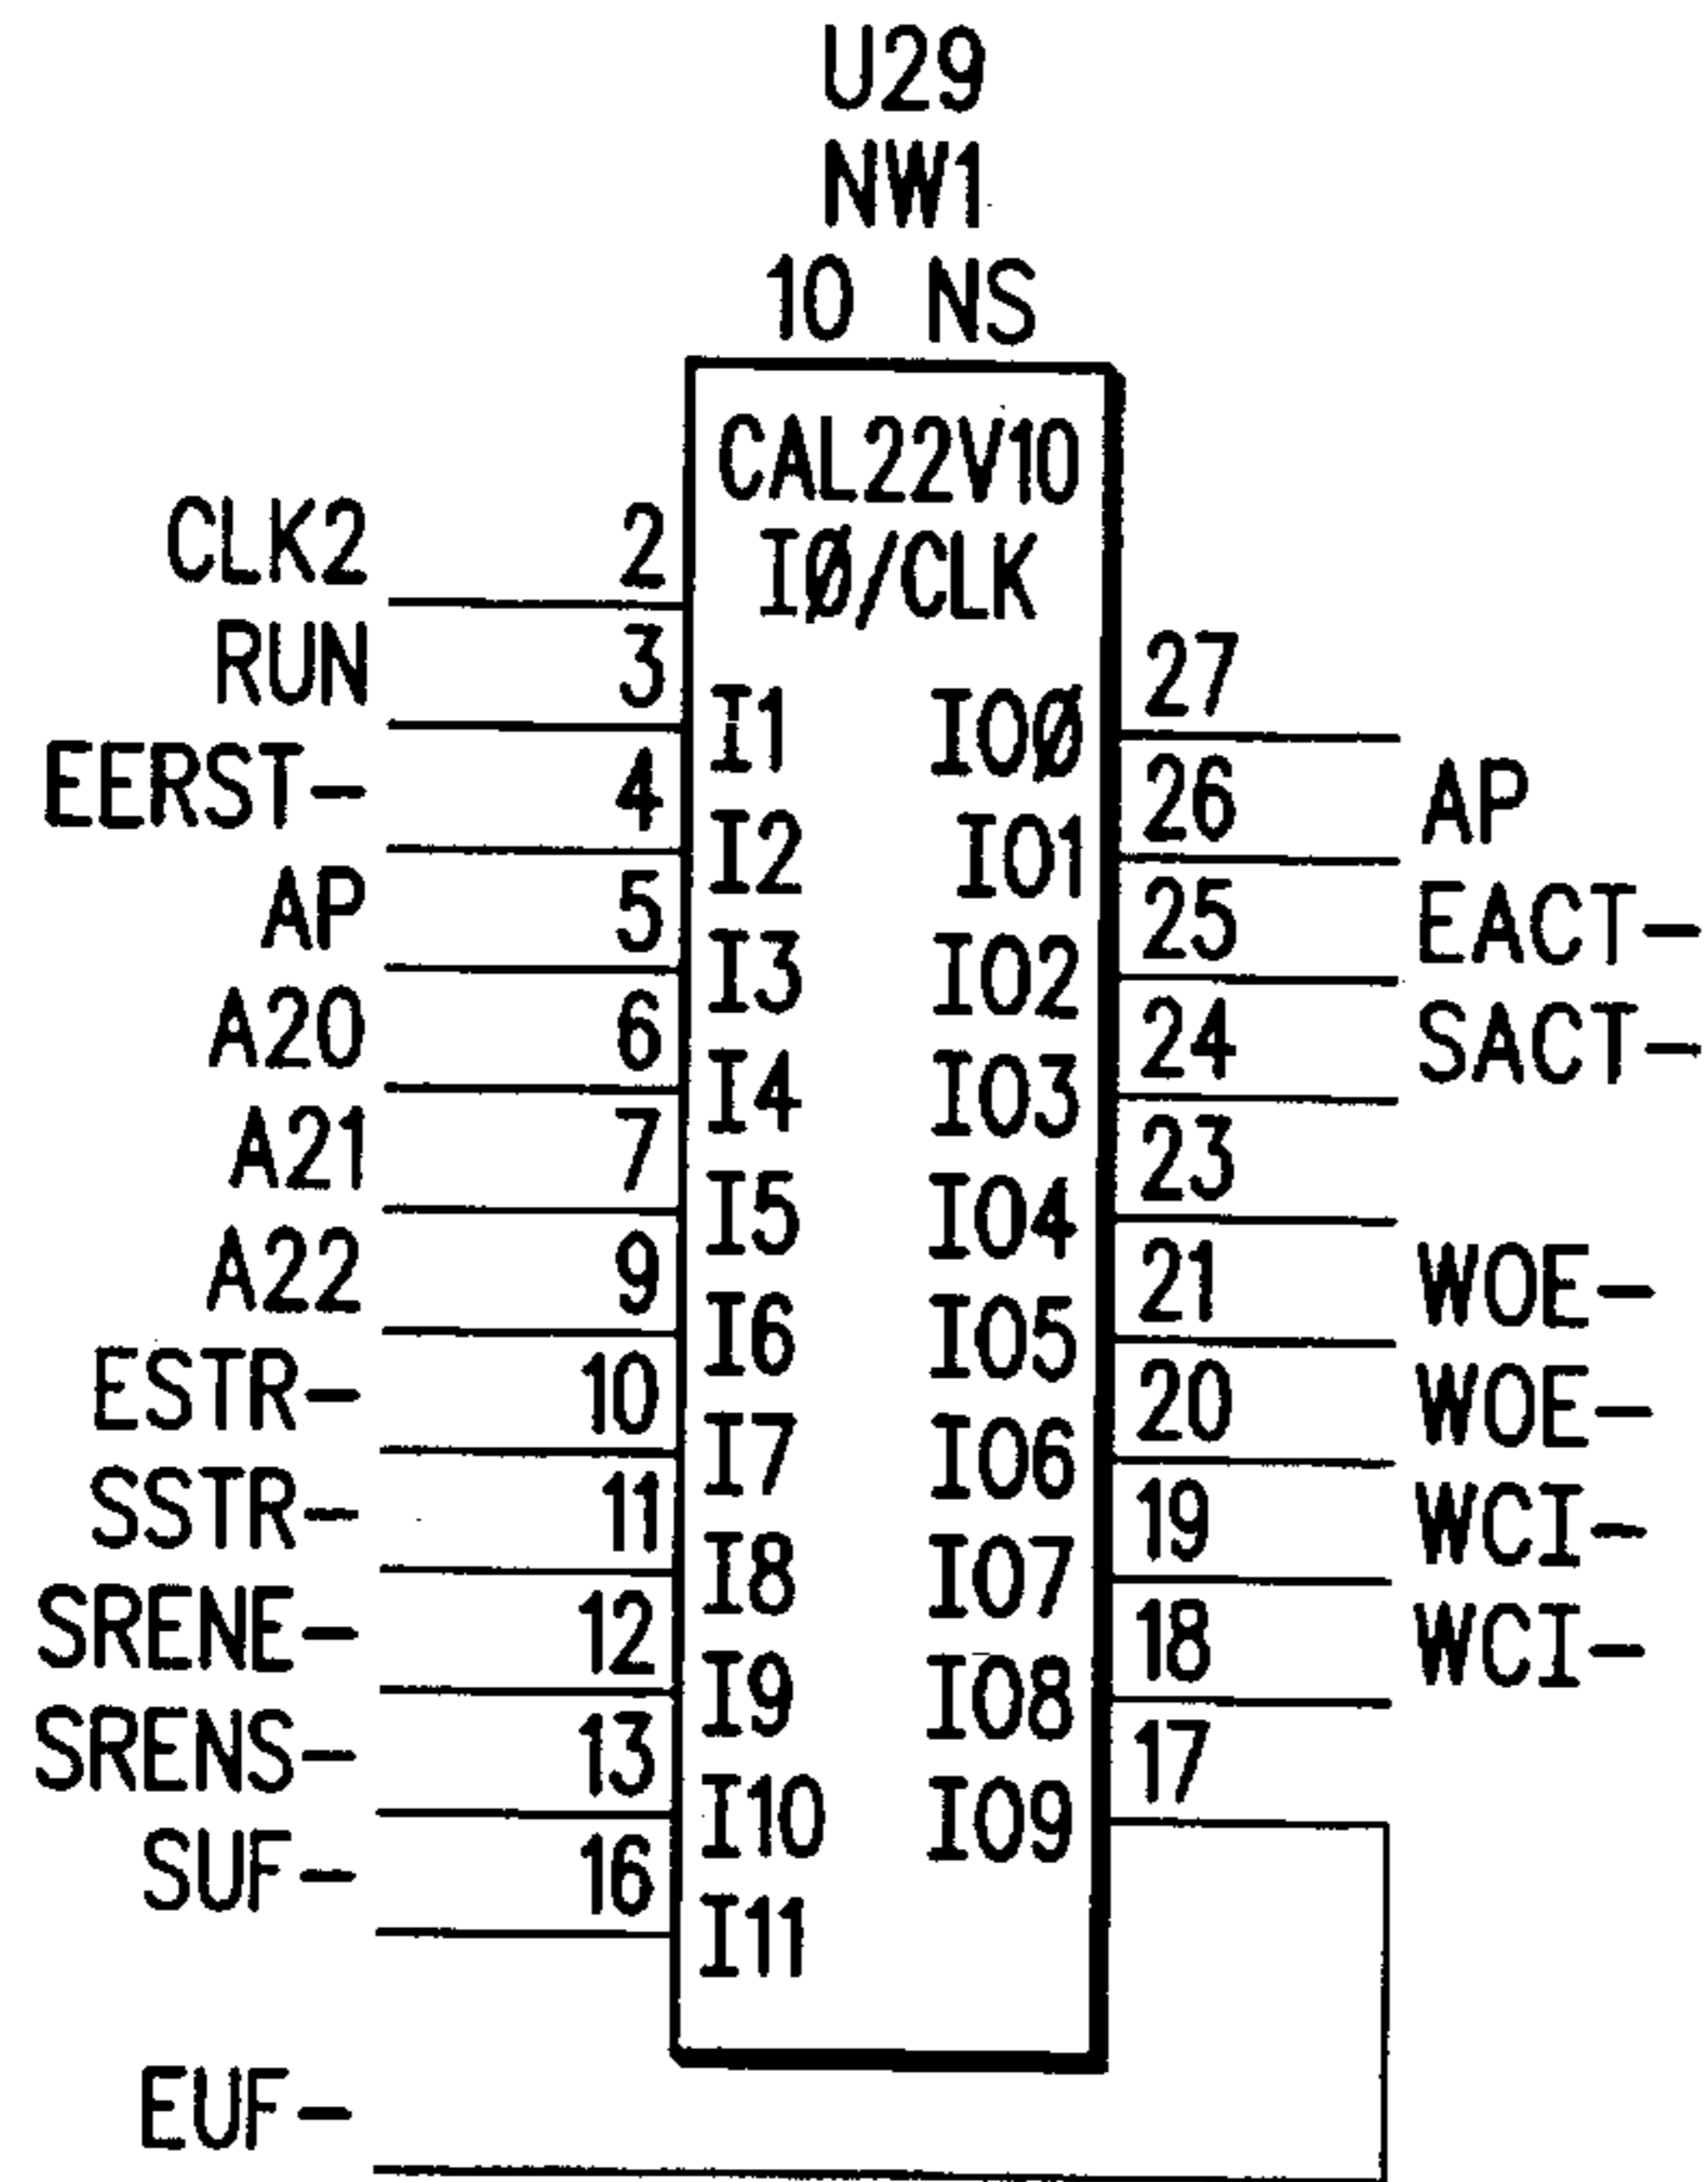 U29
NW1
10 NS
CAL22V10
CLK2 2 I0/CLK
RUN 3 27
I1 IOØ
EERST- 4 26 AP
I2 IO1
AP 5 25 EACT-
I3 IO2
A20 6 24 SACT-
I4 IO3
A21 7 23
I5 IO4
A22 9 21 WOE-
I6 IO5
ESTR- 10 20 WOE-
I7 IO6
SSTR- 11 19 WCI-
I8 IO7
SRENE- 12 18 WCI-
I9 IO8
SRENS- 13 17
I10 IO9
SUF- 16
I11
EUF-